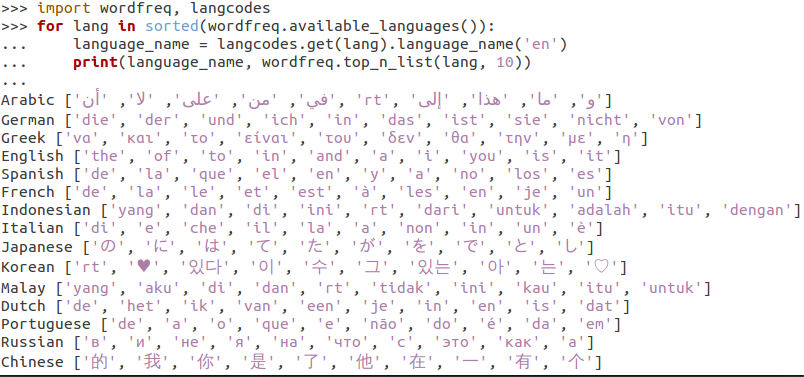 >>> import wordfreq, langcodes
>>> for lang in sorted(wordfreq.available_languages()):
...     language_name = langcodes.get(lang).language_name('en')
...     print(language_name, wordfreq.top_n_list(lang, 10))
...
Arabic ['في', 'من', 'على', 'لا', 'أن', 'rt', 'و', 'ما', 'هذا', 'إلى']
German ['die', 'der', 'und', 'ich', 'in', 'das', 'ist', 'sie', 'nicht', 'von']
Greek ['να', 'και', 'το', 'είναι', 'του', 'δεν', 'θα', 'την', 'με', 'η']
English ['the', 'of', 'to', 'in', 'and', 'a', 'i', 'you', 'is', 'it']
Spanish ['de', 'la', 'que', 'el', 'en', 'y', 'a', 'no', 'los', 'es']
French ['de', 'la', 'le', 'et', 'est', 'à', 'les', 'en', 'je', 'un']
Indonesian ['yang', 'dan', 'di', 'ini', 'rt', 'dari', 'untuk', 'adalah', 'itu', 'dengan']
Italian ['di', 'e', 'che', 'il', 'la', 'a', 'non', 'in', 'un', 'è']
Japanese ['の', 'に', 'は', 'て', 'た', 'が', 'を', 'で', 'と', 'し']
Korean ['rt', '♥', '있다', '이', '수', '그', '있는', '아', '는', '♡']
Malay ['yang', 'aku', 'di', 'dan', 'rt', 'tidak', 'ini', 'kau', 'itu', 'untuk']
Dutch ['de', 'het', 'ik', 'van', 'een', 'je', 'in', 'en', 'is', 'dat']
Portuguese ['de', 'a', 'o', 'que', 'e', 'não', 'do', 'é', 'da', 'em']
Russian ['в', 'и', 'не', 'я', 'на', 'что', 'с', 'это', 'как', 'а']
Chinese ['的', '我', '你', '是', '了', '他', '在', '一', '有', '个']